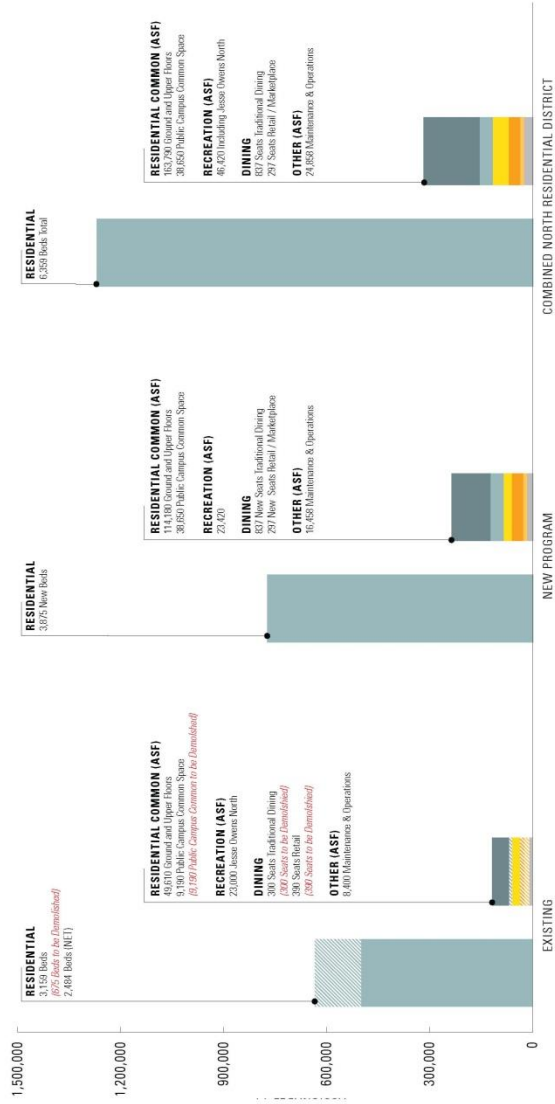 1,500,000
1,200,000
900,000
600,000
300,000
0
RESIDENTIAL
3,159 Beds
(675 Beds to be Demolished)
2,484 Beds (NET)
RESIDENTIAL COMMON (ASF)
49,610 Ground and Upper Floors
9,190 Public Campus Common Space
(9,190 Public Campus Common to be Demolished)
RECREATION (ASF)
23,000 Jesse Owens North
DINING
300 Seats Traditional Dining
(300 Seats to be Demolshied)
390 Seats Retail
(390 Seats to be Demolshied)
OTHER (ASF)
8,400 Maintenance & Operations
EXISTING
RESIDENTIAL
3,875 New Beds
RESIDENTIAL COMMON (ASF)
114,180 Ground and Upper Floors
38,650 Public Campus Common Space
RECREATION (ASF)
23,420
DINING
837 New Seats Traditional Dining
297 New Seats Retail / Marketplace
OTHER (ASF)
16,458 Maintenance & Operations
NEW PROGRAM
RESIDENTIAL
6,359 Beds Total
RESIDENTIAL COMMON (ASF)
163,790 Ground and Upper Floors
38,650 Public Campus Common Space
RECREATION (ASF)
46,420 Including Jesse Owens North
DINING
837 Seats Traditional Dining
297 Seats Retail / Marketplace
OTHER (ASF)
24,858 Maintenance & Operations
COMBINED NORTH RESIDENTIAL DISTRICT